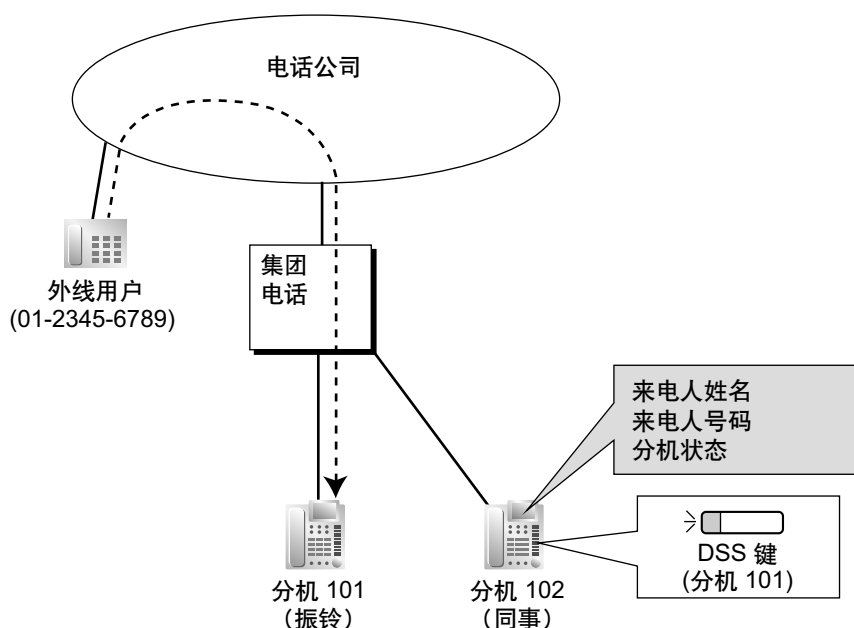 电话公司
集团
电话
外线用户
(01-2345-6789)
来电人姓名
来电人号码
分机状态
DSS 键
(分机 101)
分机 101
（振铃）
分机 102
（同事）